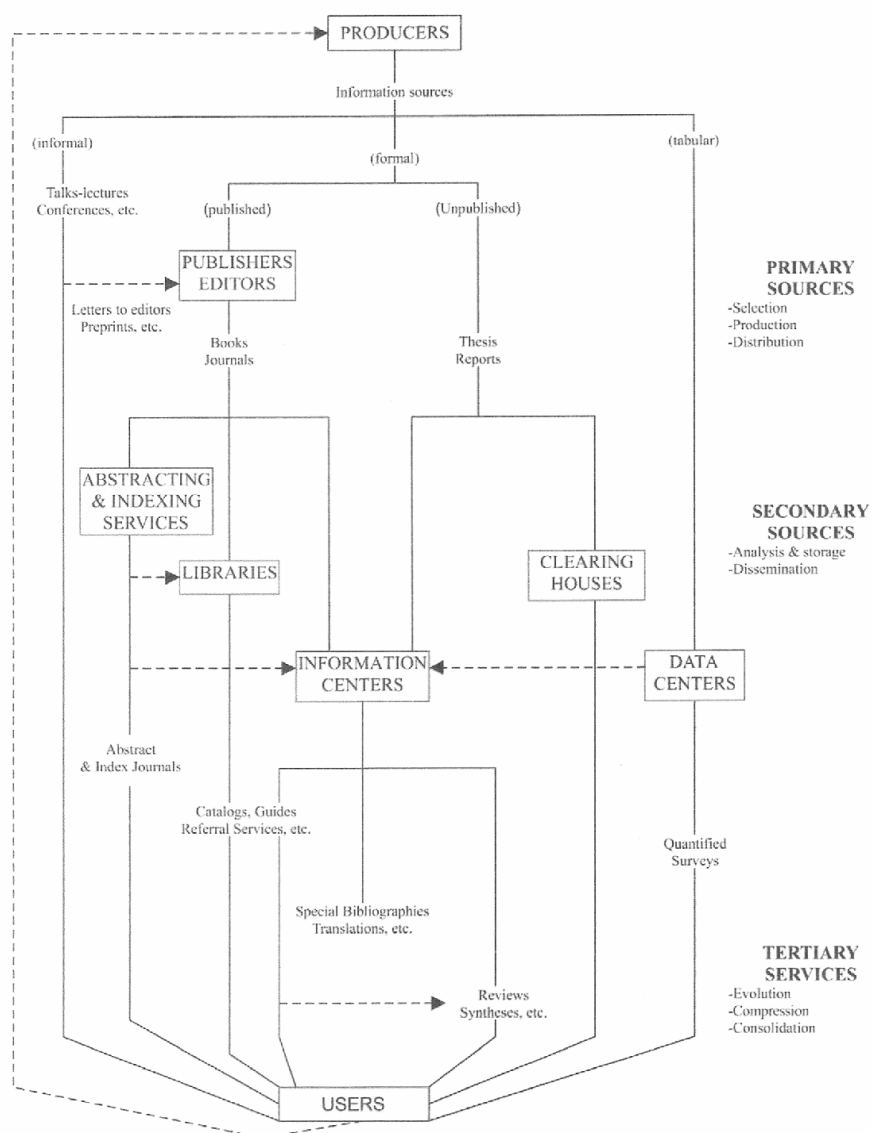 PRODUCERS
Information sources
(informal)
(formal)
(tabular)
Talks-lectures
Conferences, etc.
(published)
(Unpublished)
PUBLISHERS
EDITORS
PRIMARY
SOURCES
-Selection
-Production
-Distribution
Letters to editors
Preprints, etc.
Books
Journals
Thesis
Reports
ABSTRACTING
& INDEXING
SERVICES
SECONDARY
SOURCES
-Analysis & storage
-Dissemination
LIBRARIES
CLEARING
HOUSES
INFORMATION
CENTERS
DATA
CENTERS
Abstract
& Index Journals
Catalogs, Guides
Referral Services, etc.
Quantified
Surveys
Special Bibliographies
Translations, etc.
TERTIARY
SERVICES
-Evolution
-Compression
-Consolidation
Reviews
Syntheses, etc.
USERS